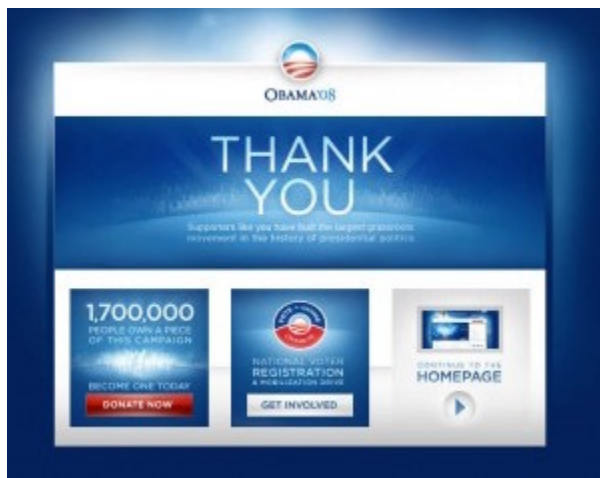 OBAMA'08
THANK
YOU
Supporters like you have built the largest grassroots
movement in the history of presidential politics
1,700,000
PEOPLE OWN A PIECE
OF THIS CAMPAIGN
BECOME ONE TODAY
DONATE NOW
NATIONAL VOTER
REGISTRATION
& MOBILIZATION DRIVE
GET INVOLVED
CONTINUE TO THE
HOMEPAGE